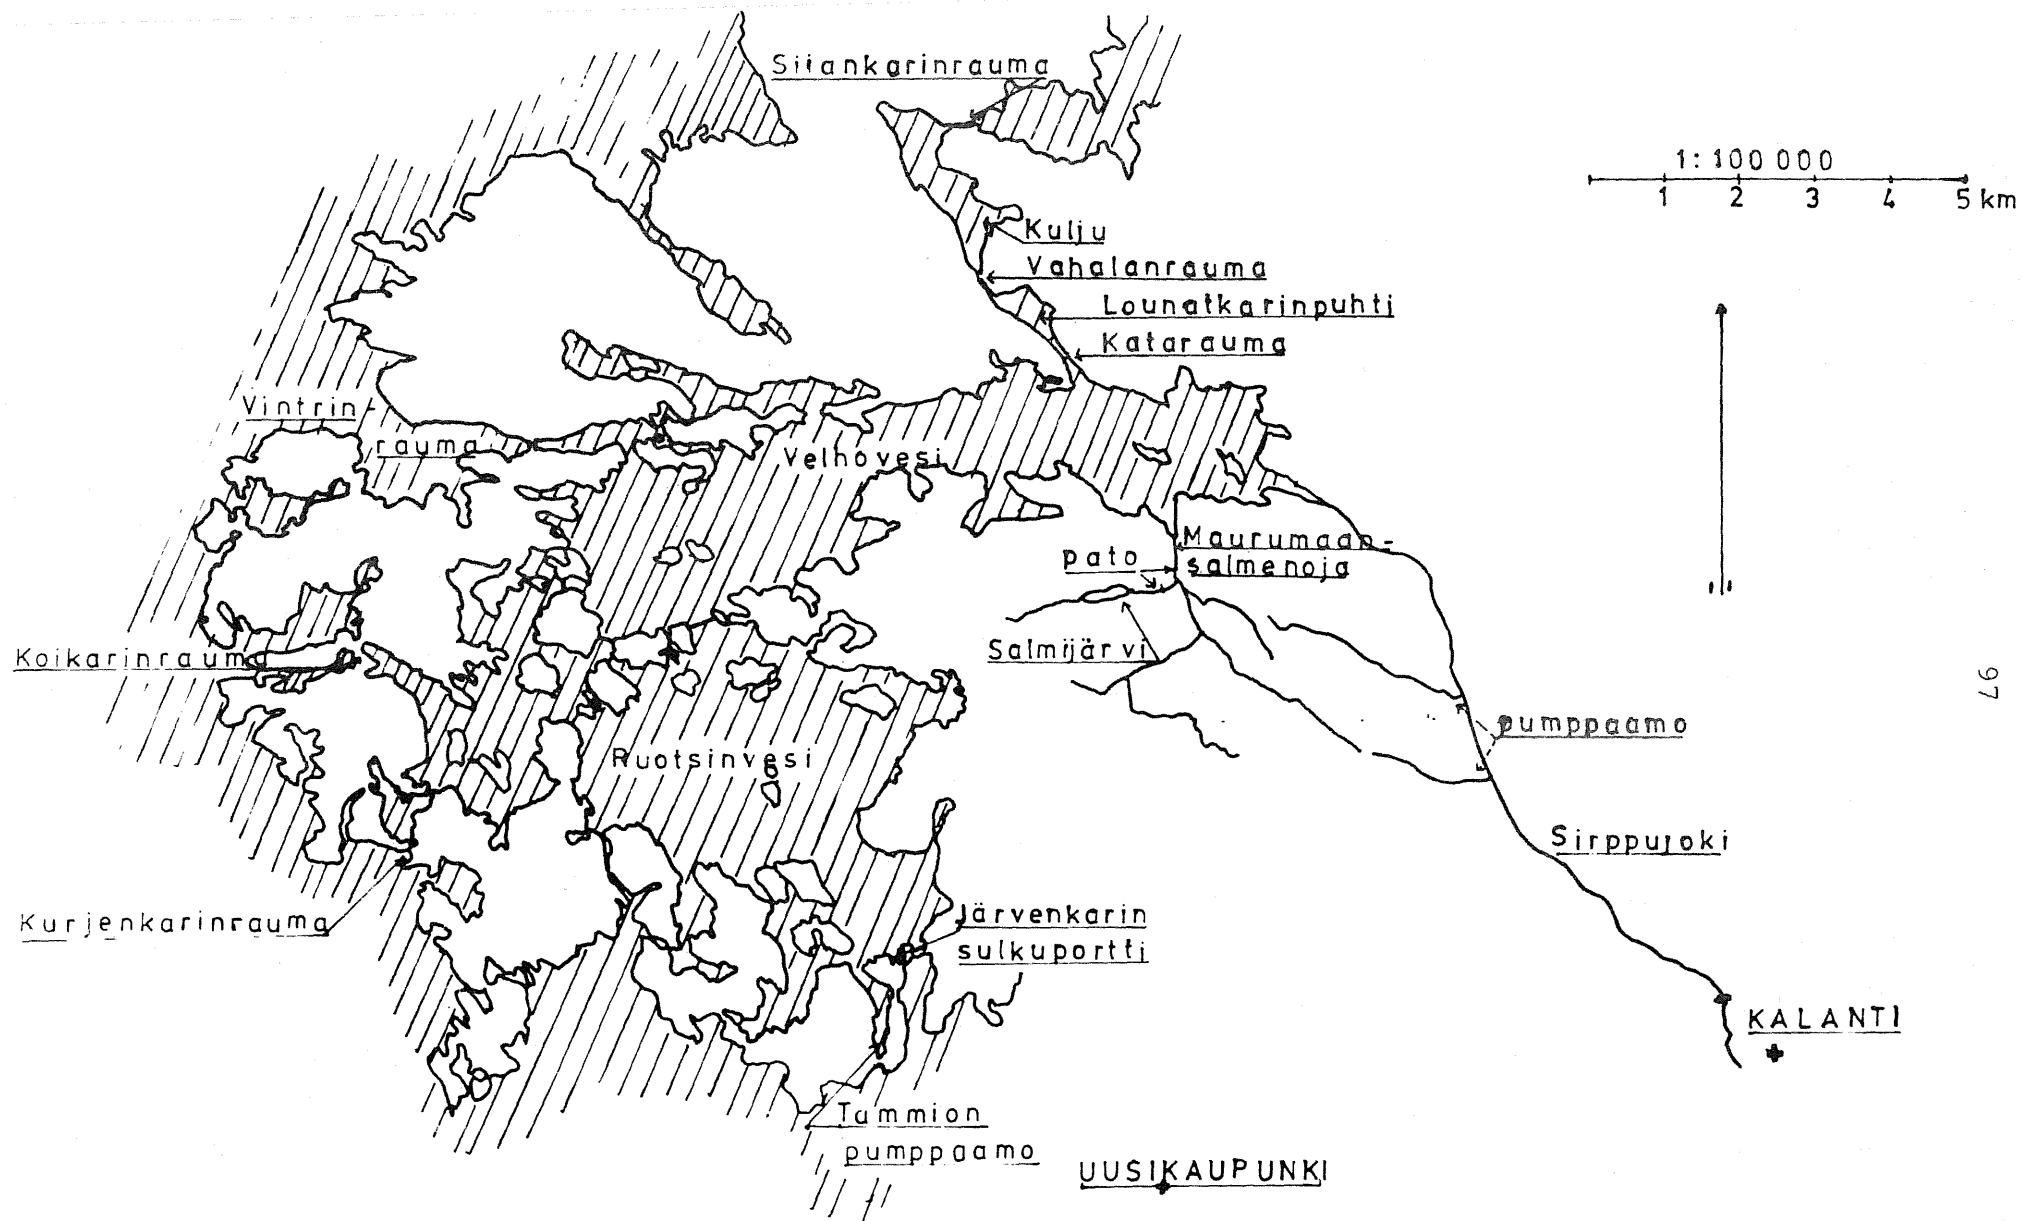 Siiankarinrauma
1: 100 000
1 2 3 4 5 km
Kulju
Vahalanrauma
Lounatkarinpuhti
Katarauma
Vintrin-
rauma
Velhovesi
Maurumaan-
salmenoja
pato
Salmijärvi
Koikarinrauma
97
pumppaamo
Ruotsinvesi
Sirppujoki
Kurjenkarinrauma
Järvenkarin
sulkuportti
KALANTI
Tammion
pumppaamo
UUSIKAUPUNKI